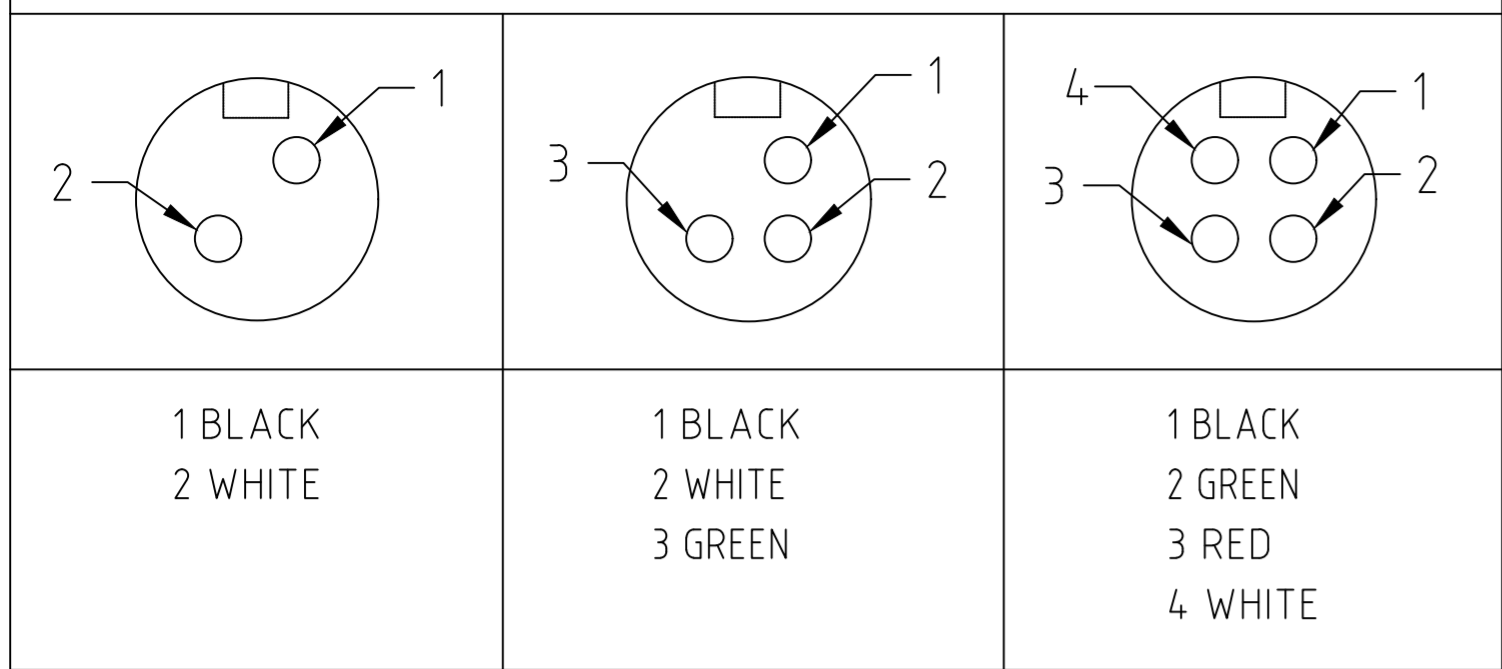 1
2
1
3
2
4
1
3
2
1 BLACK
2 WHITE
1 BLACK
2 WHITE
3 GREEN
1 BLACK
2 GREEN
3 RED
4 WHITE